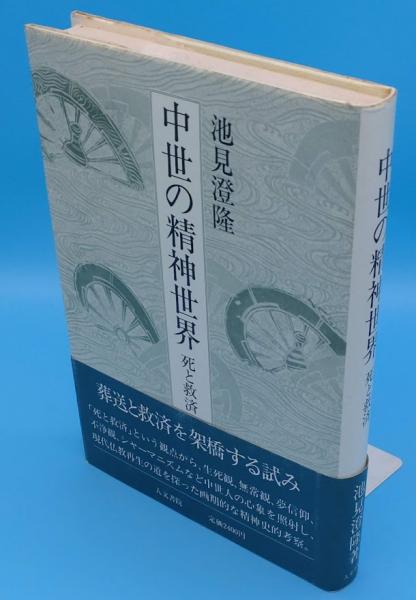 池見澄隆
中世の精神世界
死と救済
葬送と救済を架橋する試み
「死と救済」という観点から、生死観、無常観、夢信仰、
不浄観、シャーマニズムなど中世人の心象を照射し、
現代仏教再生の道を探った画期的な精神史的考察。
人文書院
定価2400円
中世の精神世界
死と救済
池見澄隆著